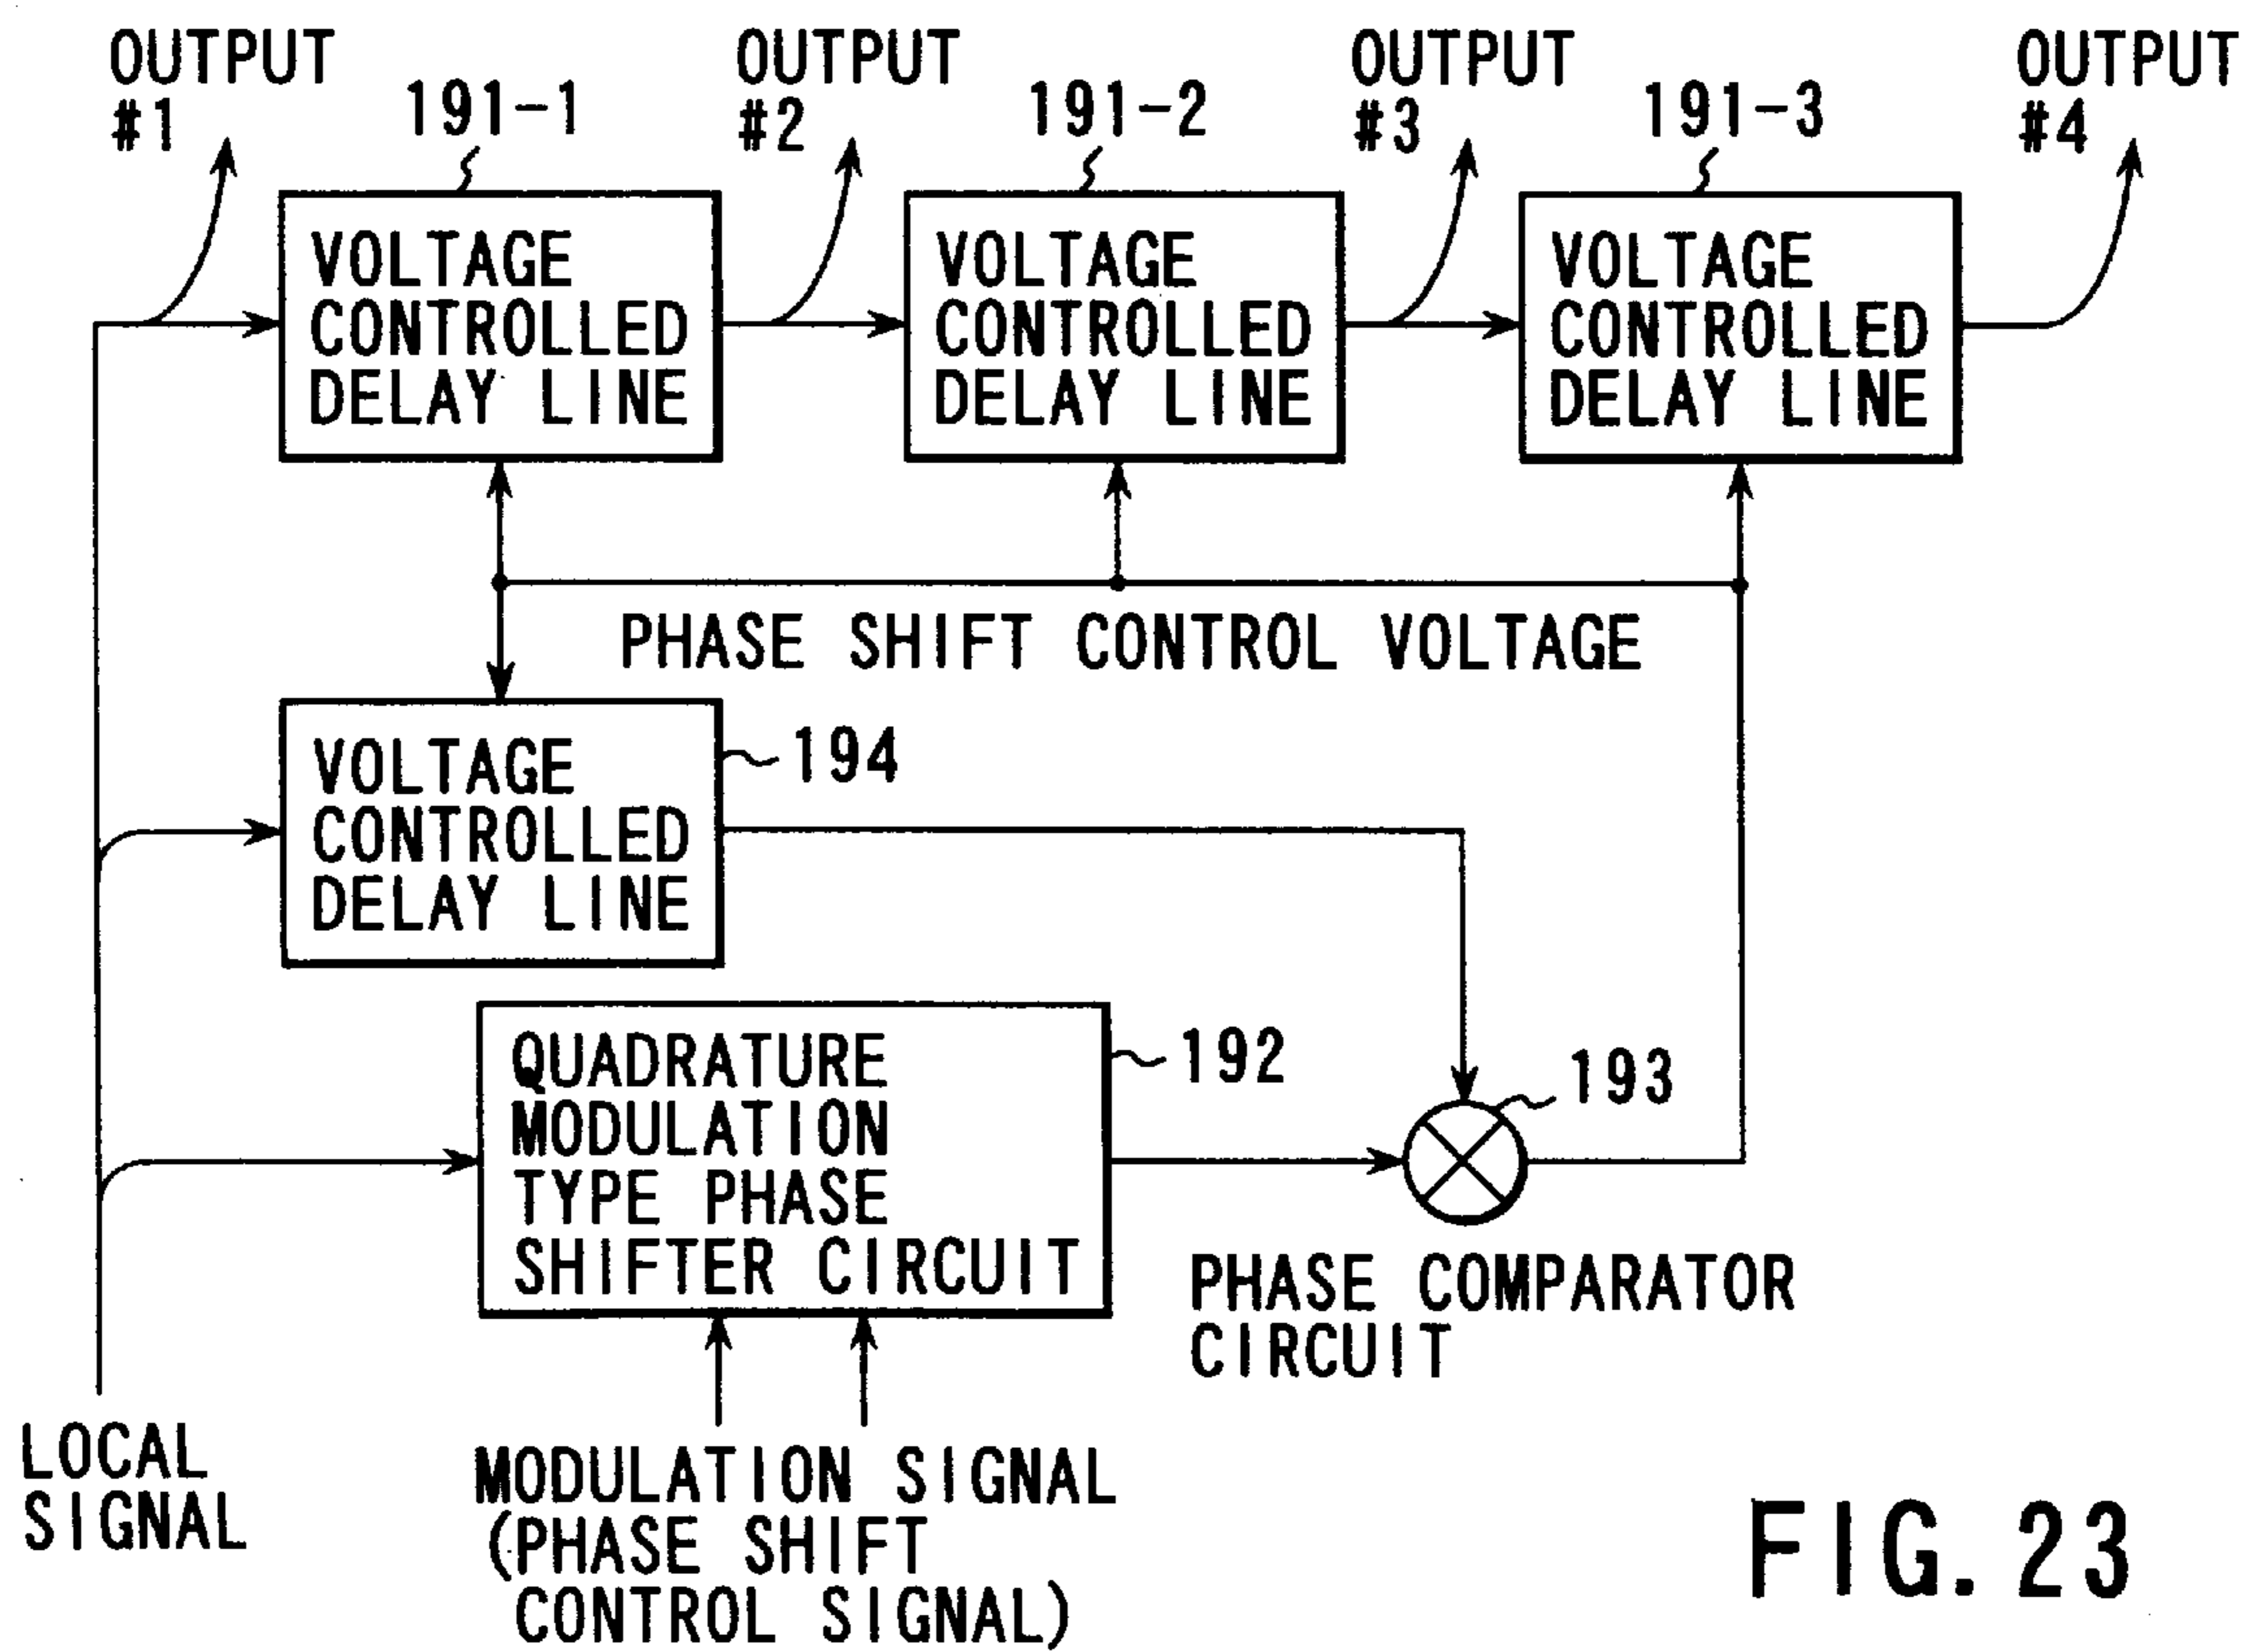 OUTPUT
#1
191-1
OUTPUT
#2
191-2
OUTPUT
#3
191-3
OUTPUT
#4
VOLTAGE
CONTROLLED
DELAY LINE
VOLTAGE
CONTROLLED
DELAY LINE
VOLTAGE
CONTROLLED
DELAY LINE
PHASE SHIFT CONTROL VOLTAGE
VOLTAGE
CONTROLLED
DELAY LINE
194
QUADRATURE
MODULATION
TYPE PHASE
SHIFTER CIRCUIT
192
193
PHASE COMPARATOR
CIRCUIT
LOCAL
SIGNAL
MODULATION SIGNAL
(PHASE SHIFT
CONTROL SIGNAL)
FIG. 23